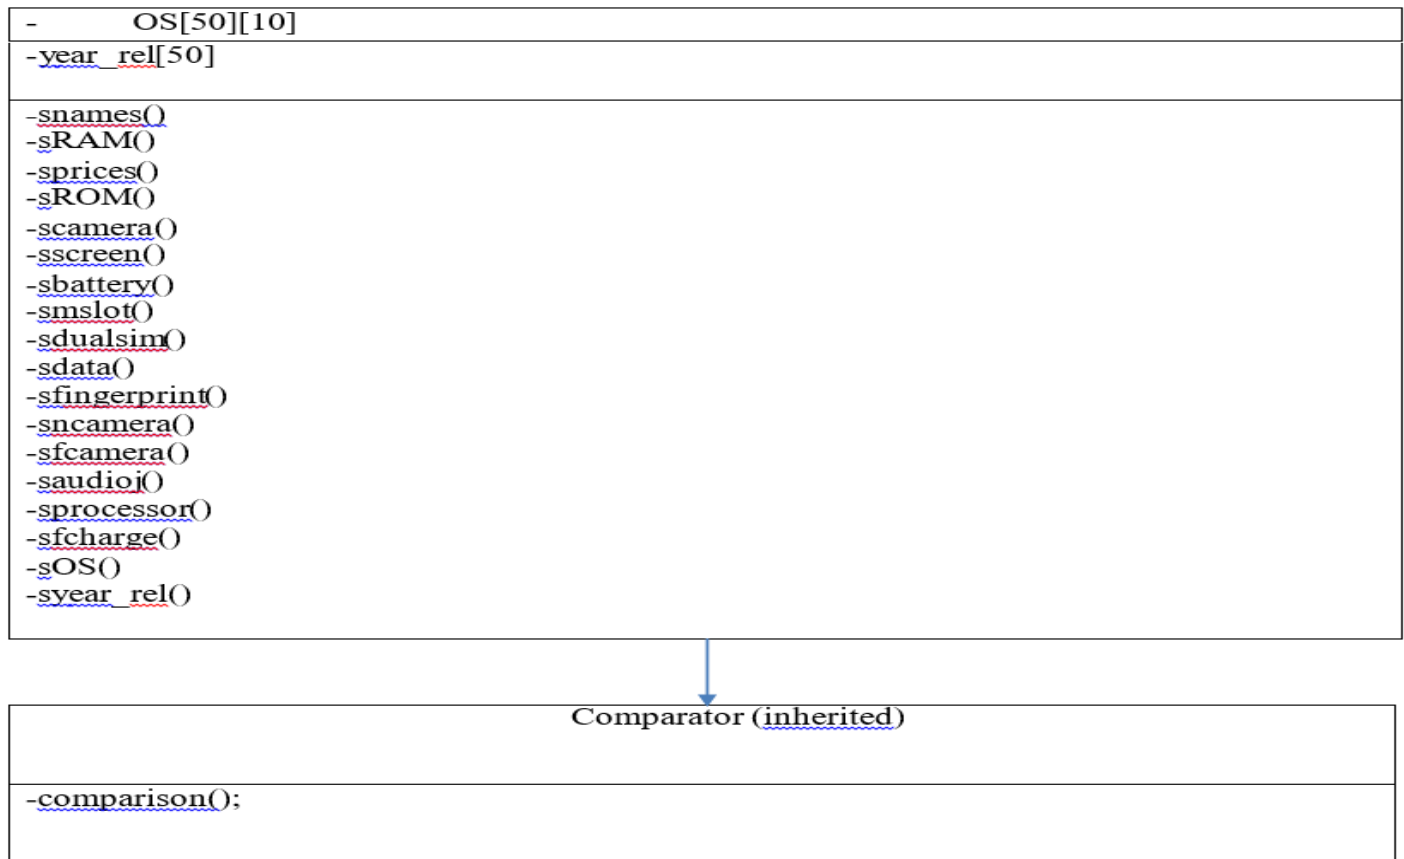 - OS[50][10]
-year_rel[50]
-snames()
-sRAM()
-sprices()
-sROM()
-scamera()
-sscreen()
-sbattery()
-smslot()
-sdualsim()
-sdata()
-sfingerprint()
-sncamera()
-sfcamera()
-saudioj()
-sprocessor()
-sfcharge()
-sOS()
-syear_rel()
Comparator (inherited)
-comparison();